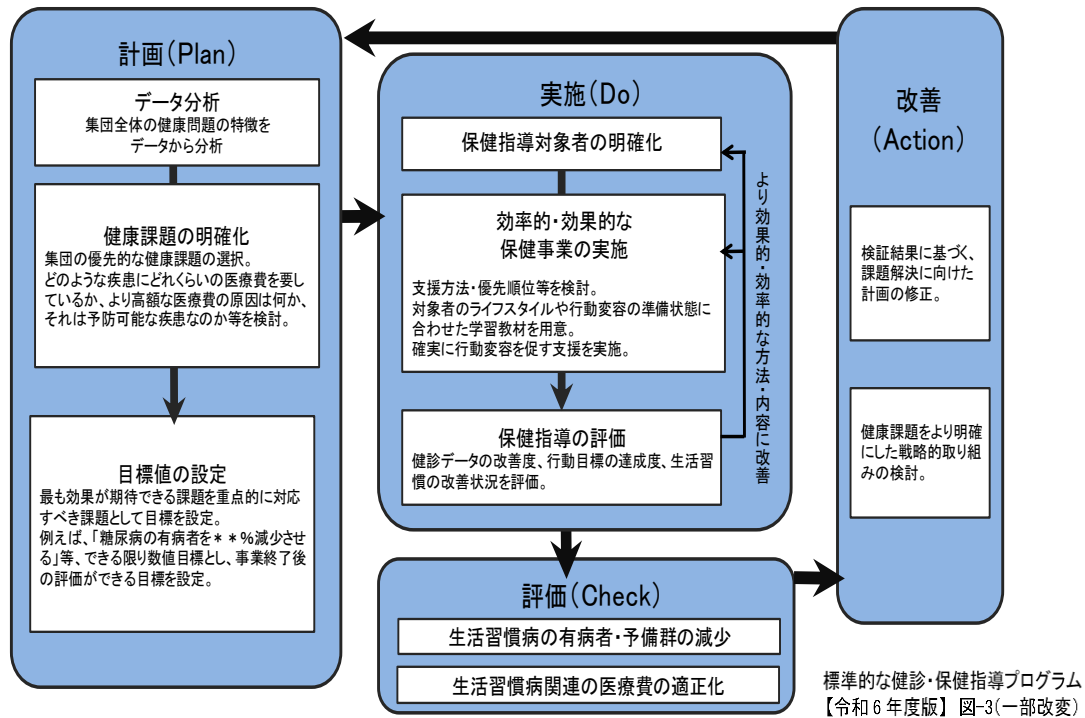 計画(Plan)
データ分析
集団全体の健康問題の特徴を
データから分析
健康課題の明確化
集団の優先的な健康課題の選択。
どのような疾患にどれくらいの医療費を要し
ているか、より高額な医療費の原因は何か、
それは予防可能な疾患なのか等を検討。
目標値の設定
最も効果が期待できる課題を重点的に対応
すべき課題として目標を設定。
例えば、「糖尿病の有病者を**%減少させ
る」等、できる限り数値目標とし、事業終了後
の評価ができる目標を設定。
実施(Do)
保健指導対象者の明確化
効率的・効果的な
保健事業の実施
支援方法・優先順位等を検討。
対象者のライフスタイルや行動変容の準備状態に
合わせた学習教材を用意。
確実に行動変容を促す支援を実施。
保健指導の評価
健診データの改善度、行動目標の達成度、生活習
慣の改善状況を評価。
より効果的・効率的な方法・内容に改善
評価(Check)
生活習慣病の有病者・予備群の減少
生活習慣病関連の医療費の適正化
改善
(Action)
検証結果に基づく、
課題解決に向けた
計画の修正。
健康課題をより明確
にした戦略的取り組
みの検討。
標準的な健診・保健指導プログラム
【令和6年度版】図-3(一部改変)